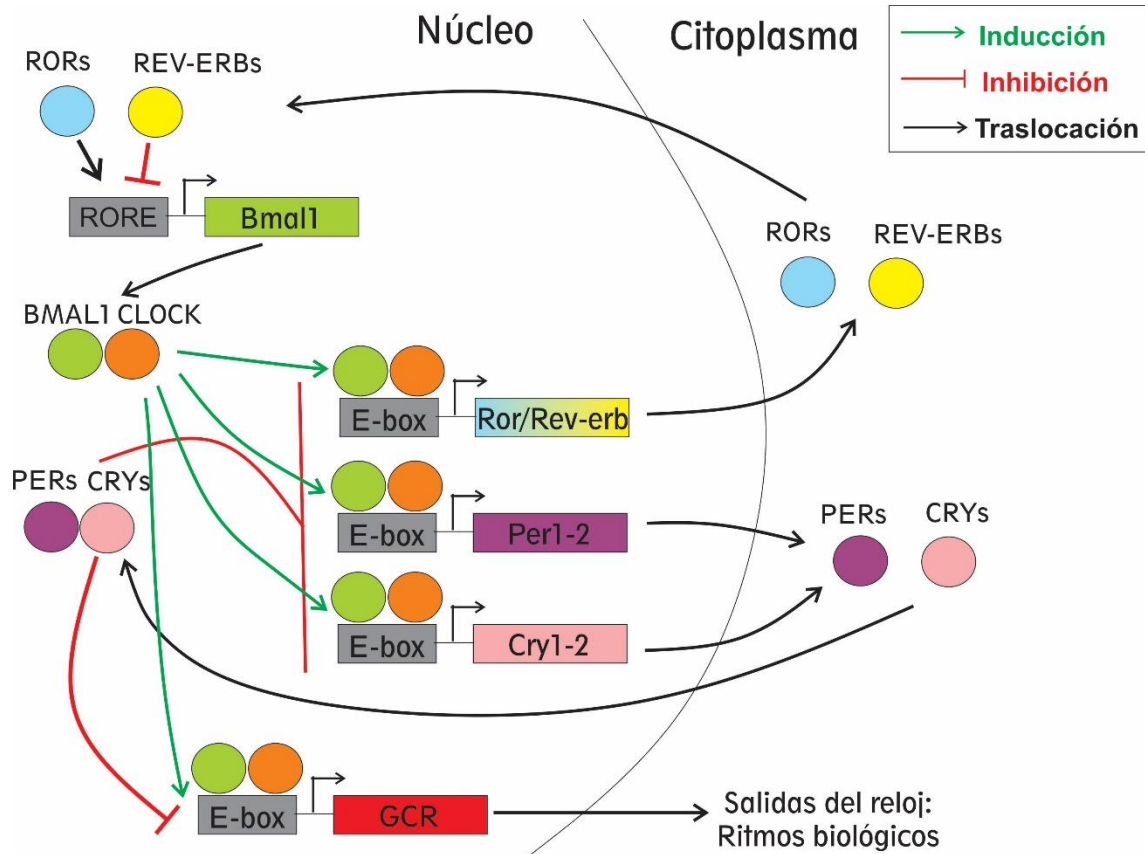 Núcleo
Citoplasma
Inducción
Inhibición
Traslocación
RORs
REV-ERBs
RORE
Bmal1
RORs
REV-ERBs
BMAL1 CLOCK
E-box
Ror/Rev-erb
PERs CRYs
E-box
Per1-2
PERs
CRYs
E-box
Cry1-2
E-box
GCR
Salidas del reloj:
Ritmos biológicos